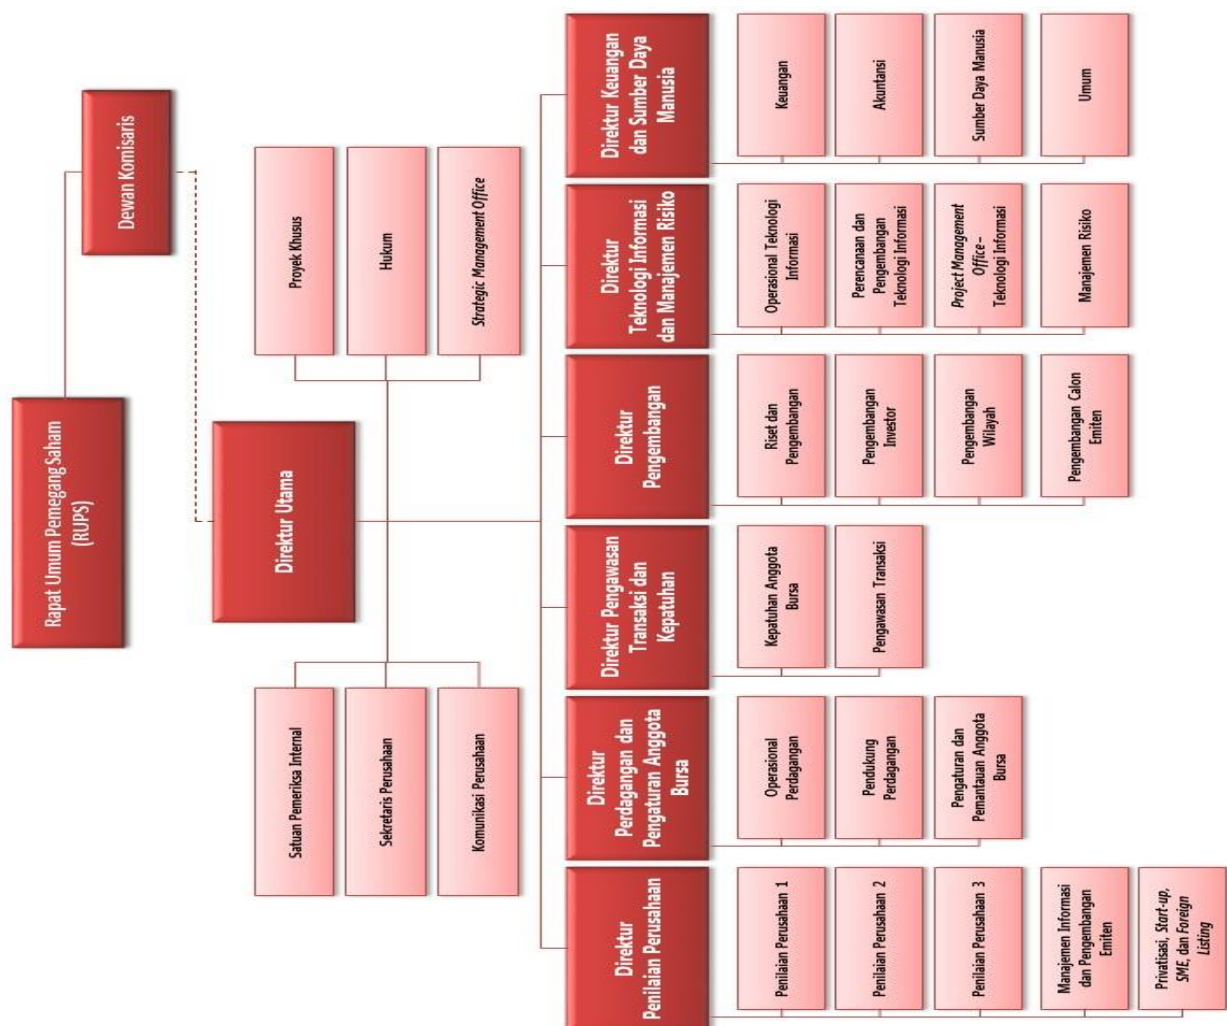 Rapat Umum Pemegang Saham
(RUPS)
Dewan Komisaris
Direktur Utama
Satuan Pemeriksa Internal
Sekretaris Perusahaan
Komunikasi Perusahaan
Proyek Khusus
Hukum
Strategic Management Office
Direktur
Penilaian Perusahaan
Penilaian Perusahaan 1
Penilaian Perusahaan 2
Penilaian Perusahaan 3
Manajemen Informasi
dan Pengembangan
Emiten
Privatisasi, Start-up,
SME, dan Foreign
Listing
Direktur
Perdagangan dan
Pengaturan Anggota
Bursa
Operasional
Perdagangan
Pendukung
Perdagangan
Pengaturan dan
Pemantauan Anggota
Bursa
Direktur Pengawasan
Transaksi dan
Kepatuhan
Kepatuhan Anggota
Bursa
Pengawasan Transaksi
Direktur
Pengembangan
Riset dan
Pengembangan
Pengembangan
Investor
Pengembangan
Wilayah
Pengembangan Calon
Emiten
Direktur
Teknologi Informasi
dan Manajemen Risiko
Operasional Teknologi
Informasi
Perencanaan dan
Pengembangan
Teknologi Informasi
Project Management
Office–
Teknologi Informasi
Manajemen Risiko
Direktur Keuangan
dan Sumber Daya
Manusia
Keuangan
Akuntansi
Sumber Daya Manusia
Umum